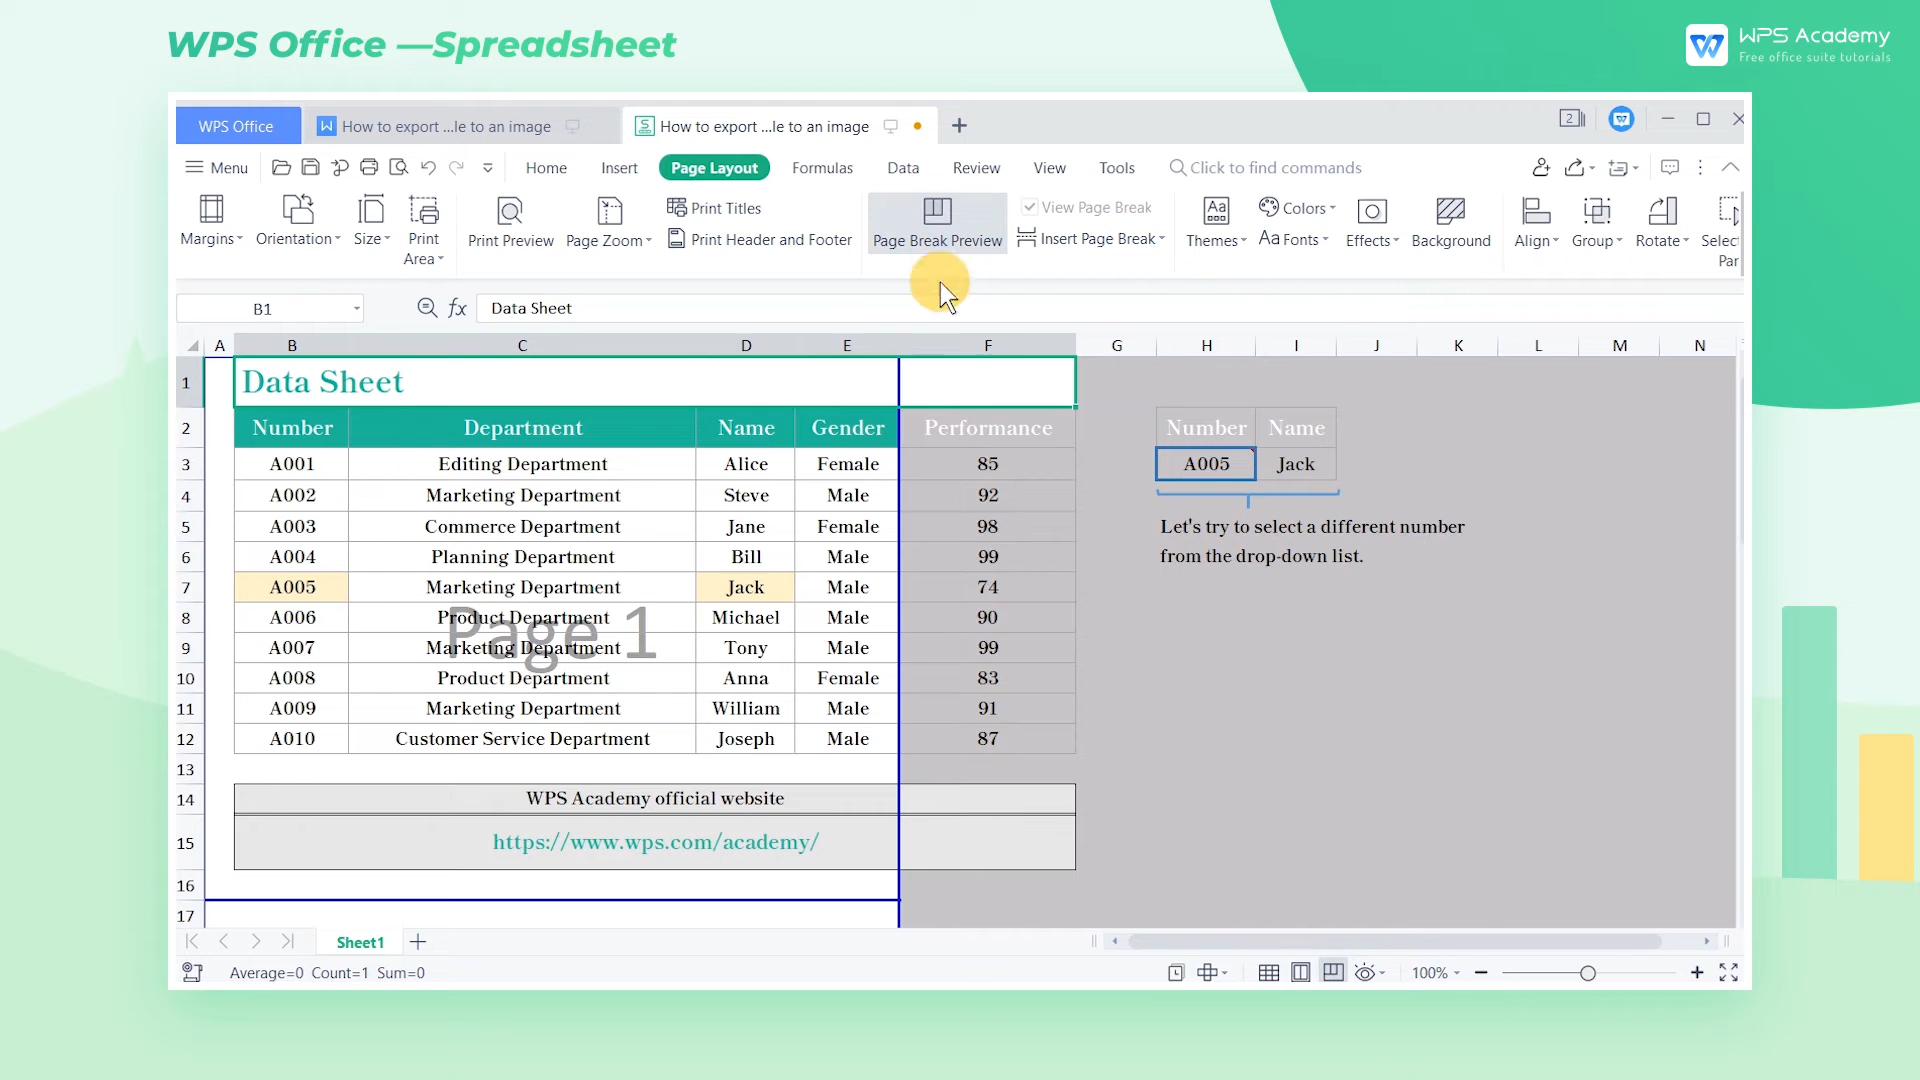 WPS Office —Spreadsheet
WPS Academy
Free office suite tutorials
WPS Office
How to export ...le to an image
How to export ...le to an image
2
Menu
Home
Insert
Page Layout
Formulas
Data
Review
View
Tools
Click to find commands
Margins
Orientation
Size
Print Area
Print Preview
Page Zoom
Print Titles
Print Header and Footer
Page Break Preview
View Page Break
Insert Page Break
Themes
Colors
Aa Fonts
Effects
Background
Align
Group
Rotate
Selec
Par
B1
fx
Data Sheet
A B C D E F G H I J K L M N
1 Data Sheet
2 Number Department Name Gender Performance Number Name
3 A001 Editing Department Alice Female 85 A005 Jack
4 A002 Marketing Department Steve Male 92
5 A003 Commerce Department Jane Female 98 Let's try to select a different number
6 A004 Planning Department Bill Male 99 from the drop-down list.
7 A005 Marketing Department Jack Male 74
8 A006 Product Department Michael Male 90
Page 1
9 A007 Marketing Department Tony Male 99
10 A008 Product Department Anna Female 83
11 A009 Marketing Department William Male 91
12 A010 Customer Service Department Joseph Male 87
13
14 WPS Academy official website
15 https://www.wps.com/academy/
16
17
Sheet1
Average=0 Count=1 Sum=0
100%